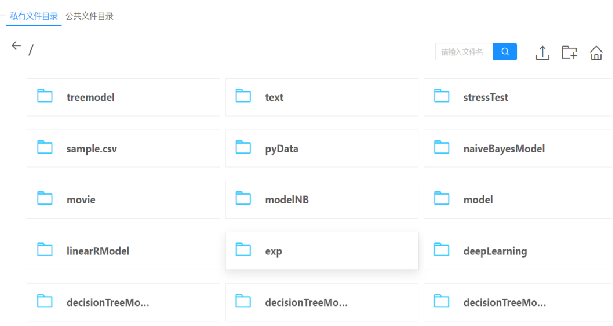 私有文件目录 公共文件目录
/
请输入文件名
treemodel text stressTest
sample.csv pyData naiveBayesModel
movie modelNB model
linearRModel exp deepLearning
decisionTreeMo... decisionTreeMo... decisionTreeMo...